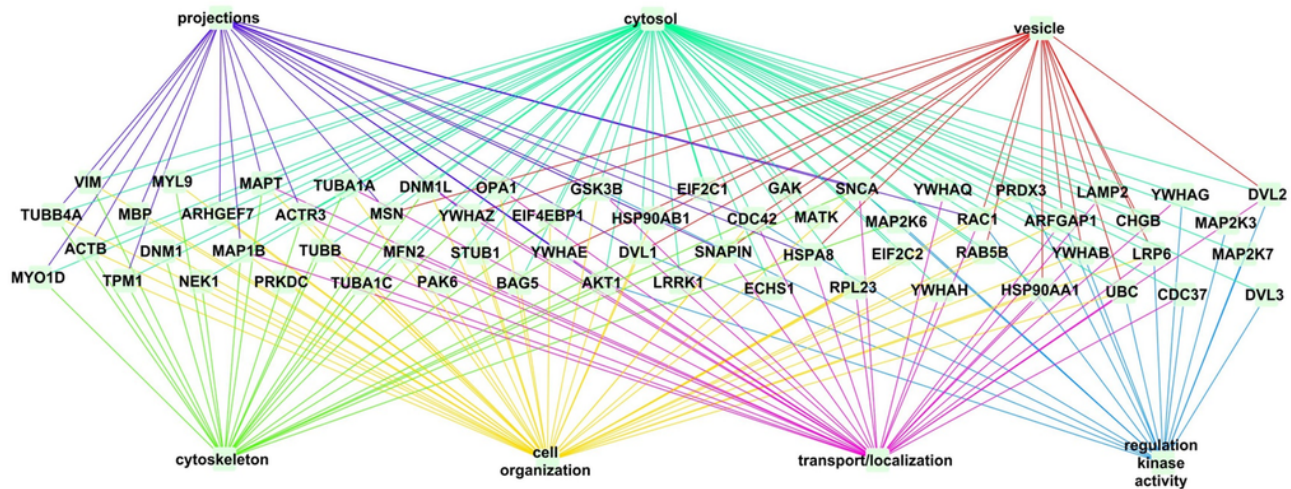 projections
cytosol
vesicle
VIM
MYL9
MAPT
TUBA1A
DNM1L
OPA1
GSK3B
EIF2C1
GAK
SNCA
YWHAQ
PRDX3
LAMP2
YWHAG
DVL2
TUBB4A
MBP
ARHGEF7
ACTR3
MSN
YWHAZ
EIF4EBP1
HSP90AB1
CDC42
MATK
MAP2K6
RAC1
ARFGAP1
CHGB
MAP2K3
ACTB
DNM1
MAP1B
TUBB
MFN2
STUB1
YWHAE
DVL1
SNAPIN
HSPA8
EIF2C2
RAB5B
YWHAB
LRP6
MAP2K7
MYO1D
TPM1
NEK1
PRKDC
TUBA1C
PAK6
BAG5
AKT1
LRRK1
ECHS1
RPL23
YWHAH
HSP90AA1
UBC
CDC37
DVL3
cytoskeleton
cell
organization
transport/localization
regulation
kinase
activity